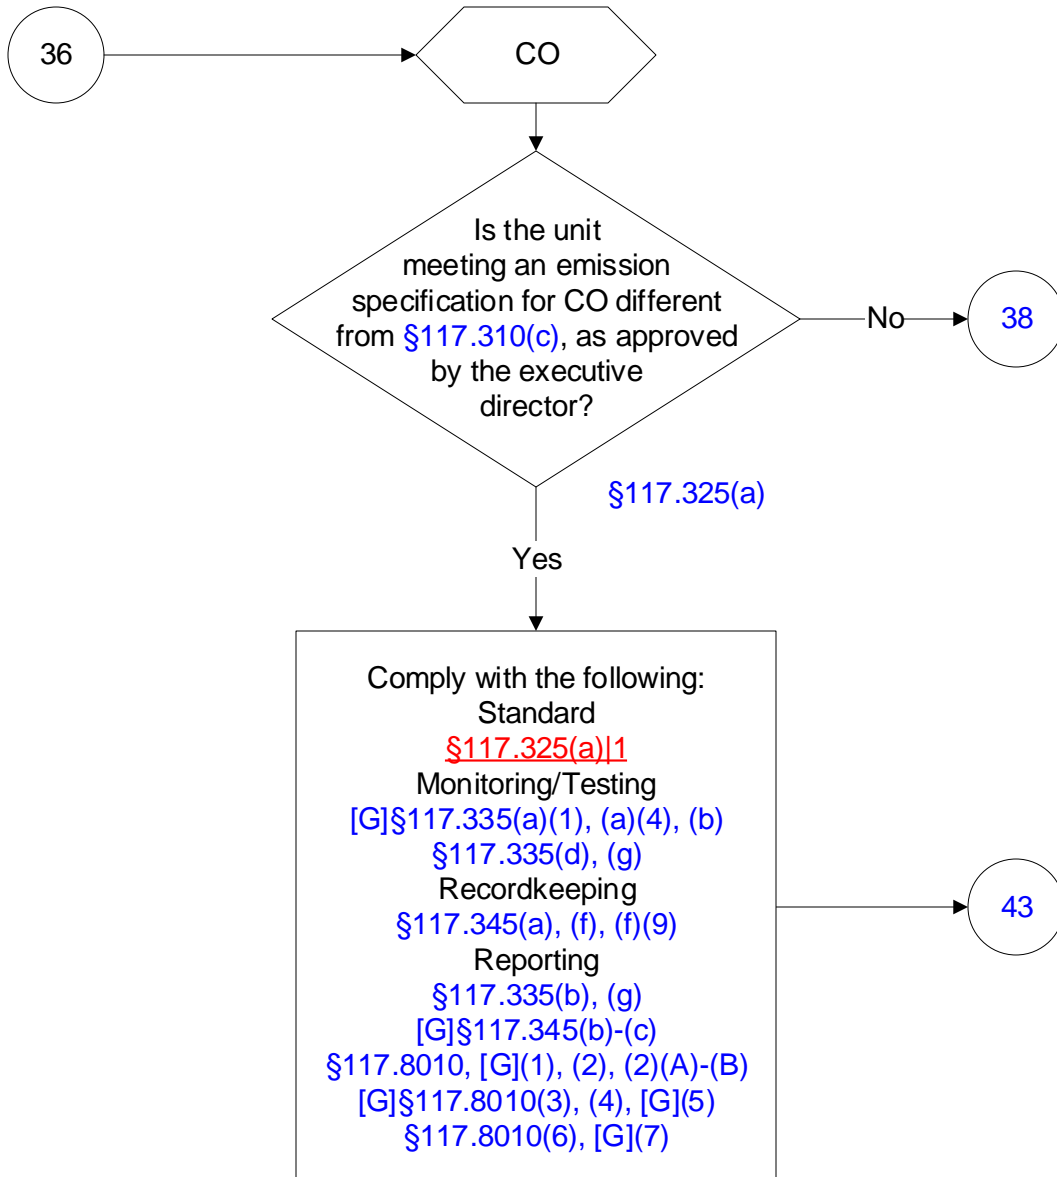 36
CO
Is the unit
meeting an emission
specification for CO different
from §117.310(c), as approved
by the executive
director?
No
38
§117.325(a)
Yes
Comply with the following:
Standard
§117.325(a)|1
Monitoring/Testing
[G]§117.335(a)(1), (a)(4), (b)
§117.335(d), (g)
Recordkeeping
§117.345(a), (f), (f)(9)
Reporting
§117.335(b), (g)
[G]§117.345(b)-(c)
§117.8010, [G](1), (2), (2)(A)-(B)
[G]§117.8010(3), (4), [G](5)
§117.8010(6), [G](7)
43